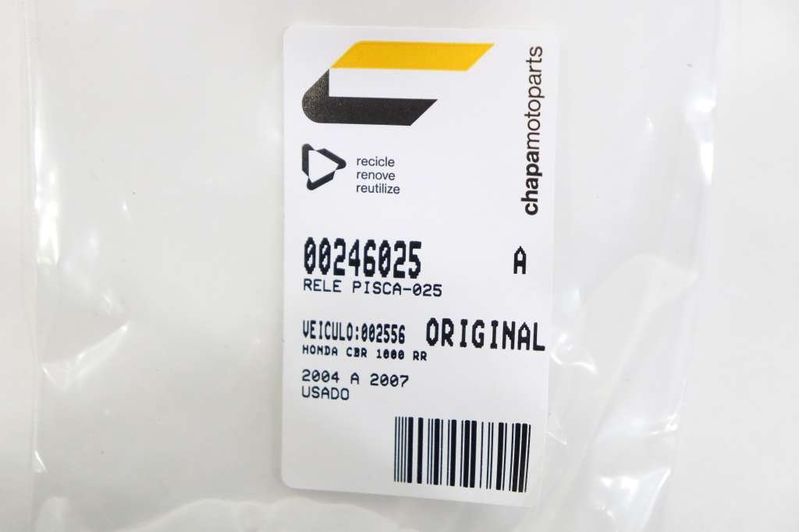 chapamotoparts
recicle
renove
reutilize
00246025 A
RELE PISCA-025
VEICULO:002556 ORIGINAL
HONDA CBR 1000 RR
2004 A 2007
USADO